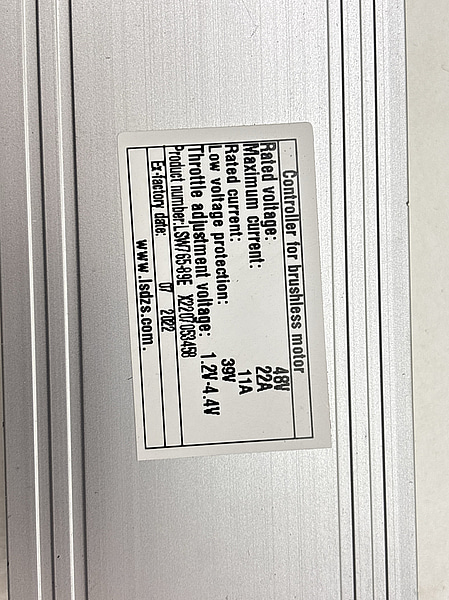 Controller for brushless motor
Rated voltage: 48V
Maximum current: 22A
Rated current: 11A
Low voltage protection: 39V
Throttle adjustment voltage: 1.2V-4.4V
Product number:LSW765-89E X2207053458
Ex-factory date: 07 2022
www.lsdzs.com.